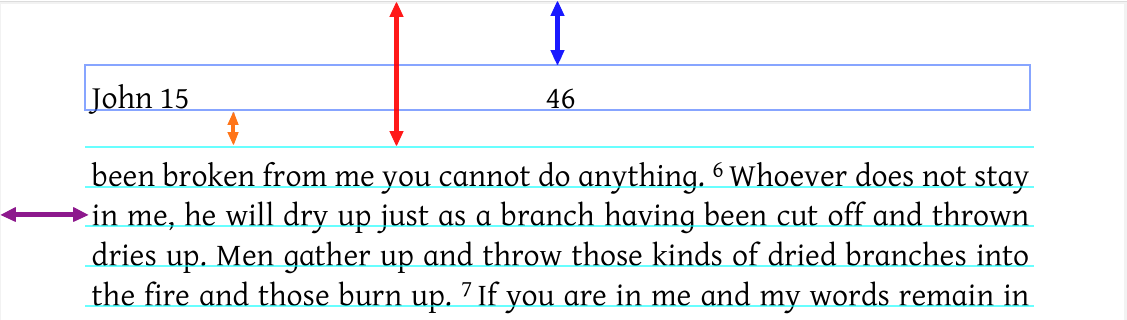 John 15 46
been broken from me you cannot do anything. ⁶ Whoever does not stay
in me, he will dry up just as a branch having been cut off and thrown
dries up. Men gather up and throw those kinds of dried branches into
the fire and those burn up. ⁷ If you are in me and my words remain in